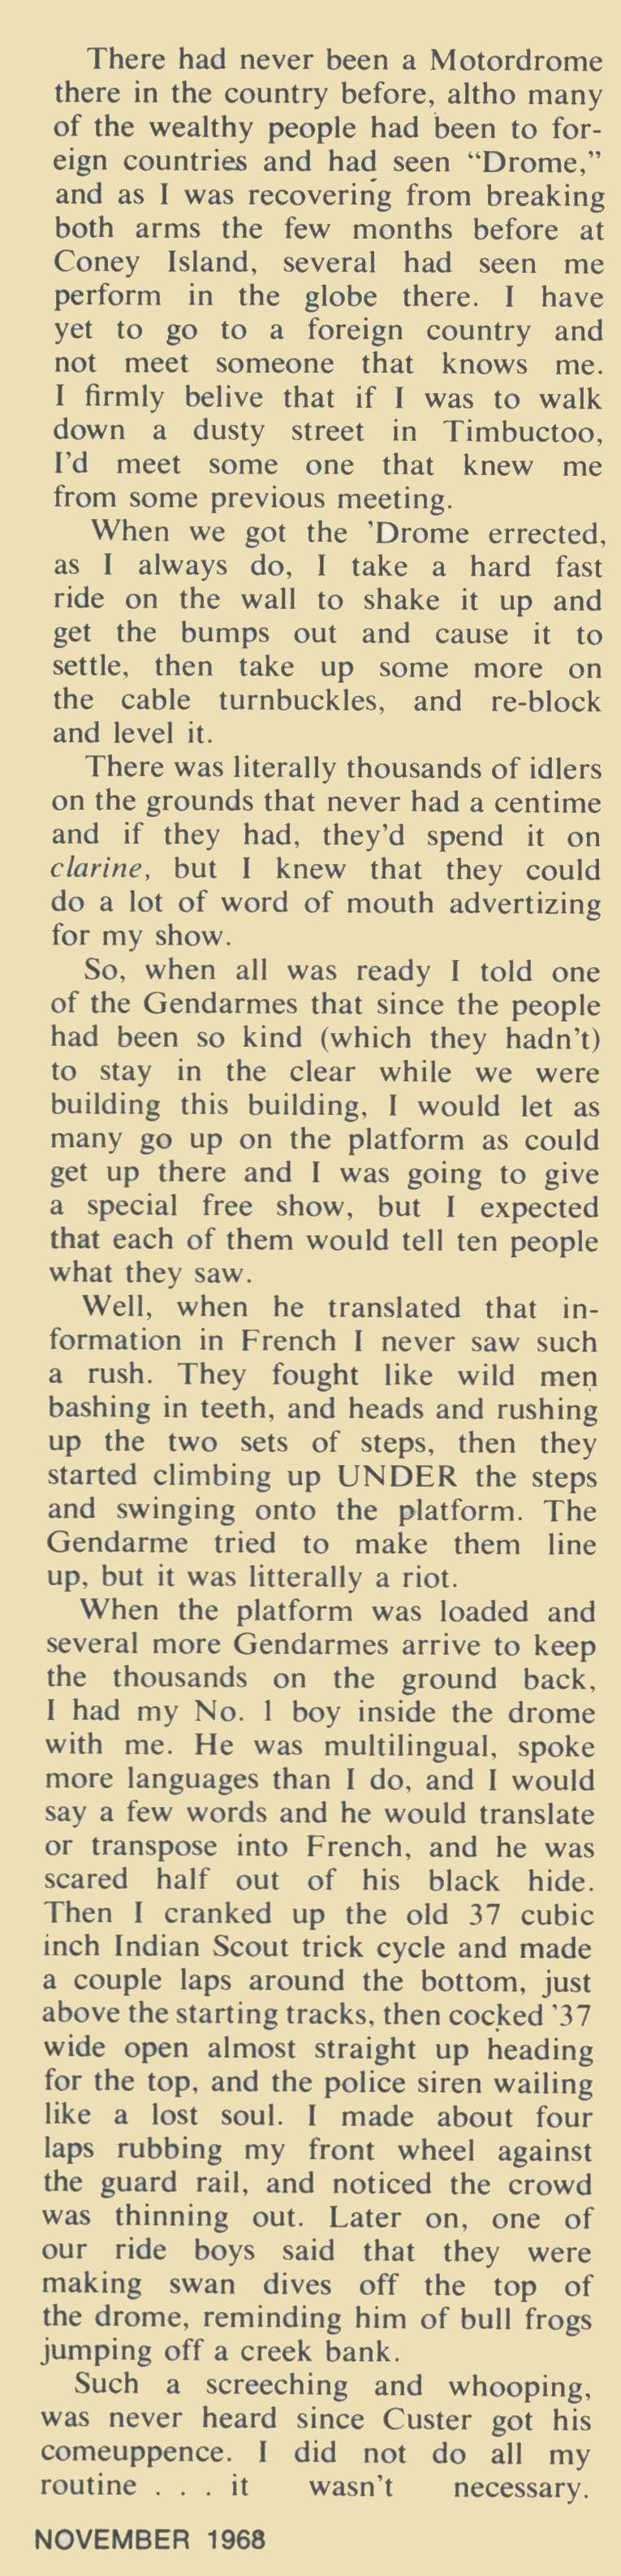 There had never been a Motordrome
there in the country before, altho many
of the wealthy people had been to for-
eign countries and had seen “Drome,”
and as I was recovering from breaking
both arms the few months before at
Coney Island, several had seen me
perform in the globe there. I have
yet to go to a foreign country and
not meet someone that knows me.
I firmly belive that if I was to walk
down a dusty street in Timbuctoo,
I’d meet some one that knew me
from some previous meeting.
When we got the ’Drome errected,
as I always do, I take a hard fast
ride on the wall to shake it up and
get the bumps out and cause it to
settle, then take up some more on
the cable turnbuckles, and re-block
and level it.
There was literally thousands of idlers
on the grounds that never had a centime
and if they had, they’d spend it on
clarine, but I knew that they could
do a lot of word of mouth advertizing
for my show.
So, when all was ready I told one
of the Gendarmes that since the people
had been so kind (which they hadn’t)
to stay in the clear while we were
building this building, I would let as
many go up on the platform as could
get up there and I was going to give
a special free show, but I expected
that each of them would tell ten people
what they saw.
Well, when he translated that in-
formation in French I never saw such
a rush. They fought like wild men
bashing in teeth, and heads and rushing
up the two sets of steps, then they
started climbing up UNDER the steps
and swinging onto the platform. The
Gendarme tried to make them line
up, but it was litterally a riot.
When the platform was loaded and
several more Gendarmes arrive to keep
the thousands on the ground back,
I had my No. 1 boy inside the drome
with me. He was multilingual, spoke
more languages than I do, and I would
say a few words and he would translate
or transpose into French, and he was
scared half out of his black hide.
Then I cranked up the old 37 cubic
inch Indian Scout trick cycle and made
a couple laps around the bottom, just
above the starting tracks, then cocked ’37
wide open almost straight up heading
for the top, and the police siren wailing
like a lost soul. I made about four
laps rubbing my front wheel against
the guard rail, and noticed the crowd
was thinning out. Later on, one of
our ride boys said that they were
making swan dives off the top of
the drome, reminding him of bull frogs
jumping off a creek bank.
Such a screeching and whooping,
was never heard since Custer got his
comeuppence. I did not do all my
routine . . . it wasn’t necessary.
NOVEMBER 1968